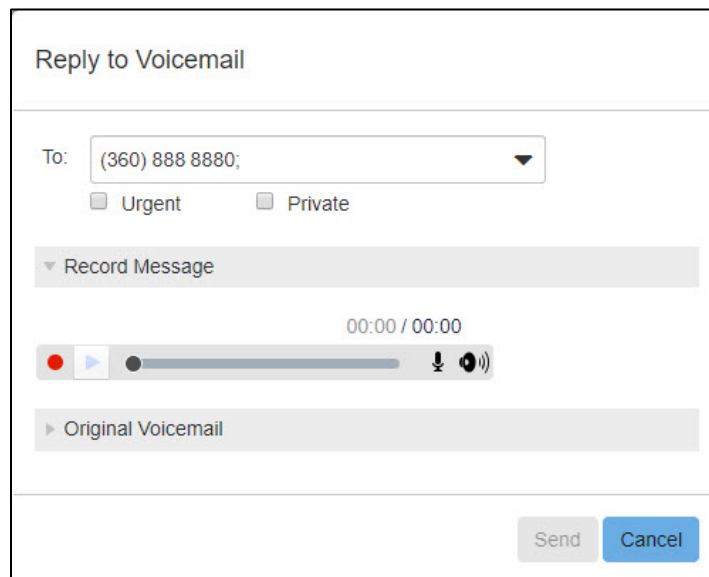 Reply to Voicemail
To: (360) 888 8880;
Urgent Private
Record Message
00:00 / 00:00
Original Voicemail
Send Cancel